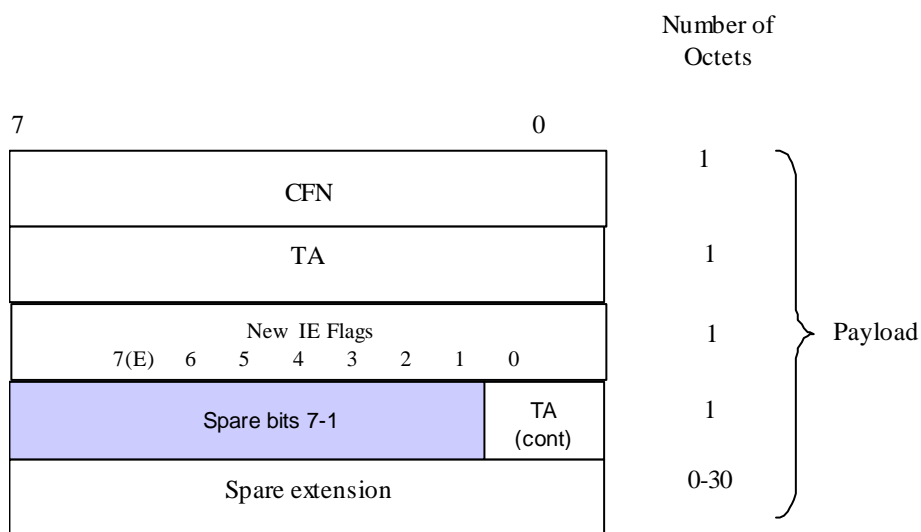 Number of
Octets
7 0
CFN 1
TA 1
New IE Flags
7(E) 6 5 4 3 2 1 0
1
Payload
Spare bits 7-1
TA
(cont)
1
Spare extension 0-30